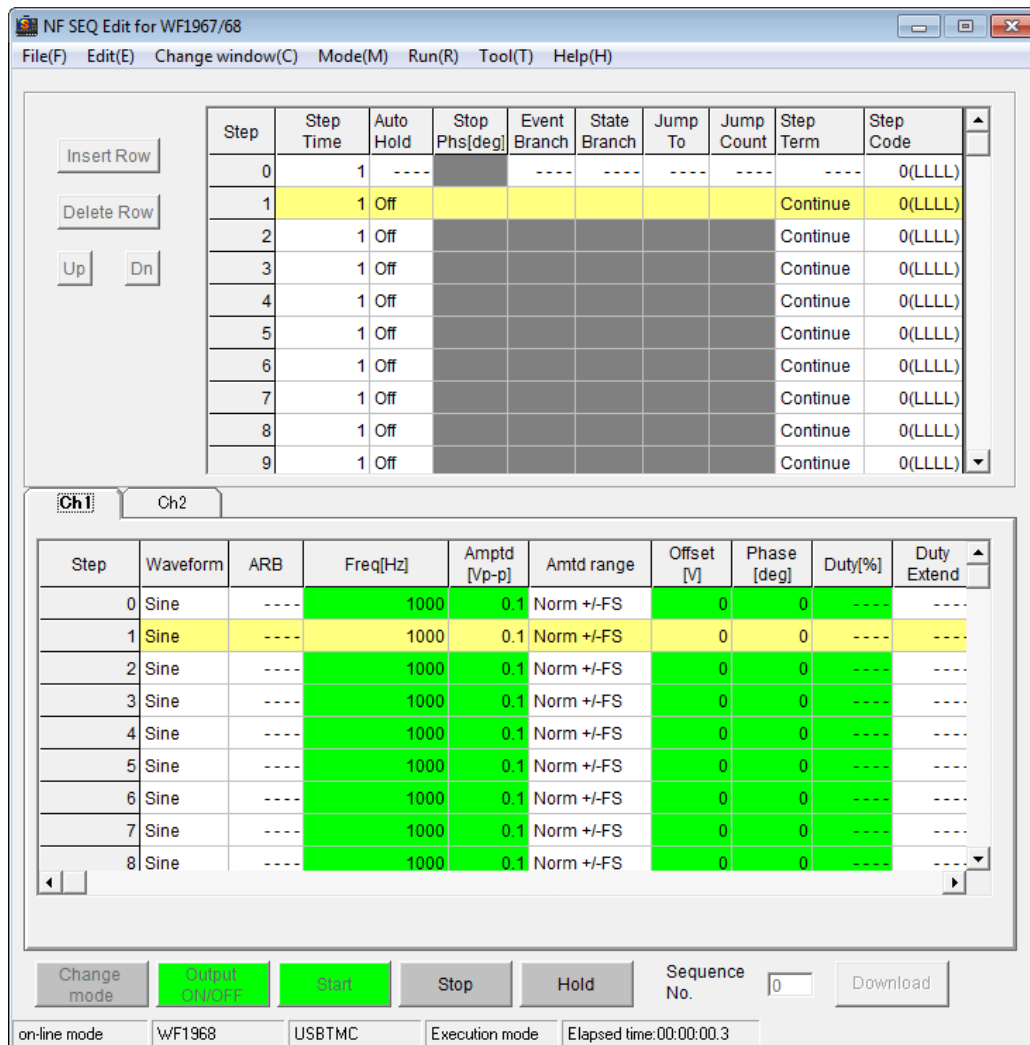 NF SEQ Edit for WF1967/68
File(F) Edit(E) Change window(C) Mode(M) Run(R) Tool(T) Help(H)
Insert Row
Delete Row
Up Dn
Step Step Time Auto Hold Stop Phs[deg] Event Branch State Branch Jump To Jump Count Step Term Step Code
0 1 ---- ---- ---- ---- ---- ---- 0(LLLL)
1 1 Off Continue 0(LLLL)
2 1 Off Continue 0(LLLL)
3 1 Off Continue 0(LLLL)
4 1 Off Continue 0(LLLL)
5 1 Off Continue 0(LLLL)
6 1 Off Continue 0(LLLL)
7 1 Off Continue 0(LLLL)
8 1 Off Continue 0(LLLL)
9 1 Off Continue 0(LLLL)
Ch1 Ch2
Step Waveform ARB Freq[Hz] Amptd [Vp-p] Amtd range Offset [V] Phase [deg] Duty[%] Duty Extend
0 Sine ---- 1000 0.1 Norm +/-FS 0 0 ---- ----
1 Sine ---- 1000 0.1 Norm +/-FS 0 0 ---- ----
2 Sine ---- 1000 0.1 Norm +/-FS 0 0 ---- ----
3 Sine ---- 1000 0.1 Norm +/-FS 0 0 ---- ----
4 Sine ---- 1000 0.1 Norm +/-FS 0 0 ---- ----
5 Sine ---- 1000 0.1 Norm +/-FS 0 0 ---- ----
6 Sine ---- 1000 0.1 Norm +/-FS 0 0 ---- ----
7 Sine ---- 1000 0.1 Norm +/-FS 0 0 ---- ----
8 Sine ---- 1000 0.1 Norm +/-FS 0 0 ---- ----
Change mode Output ON/OFF Start Stop Hold Sequence No. 0 Download
on-line mode WF1968 USBTMC Execution mode Elapsed time:00:00:00.3